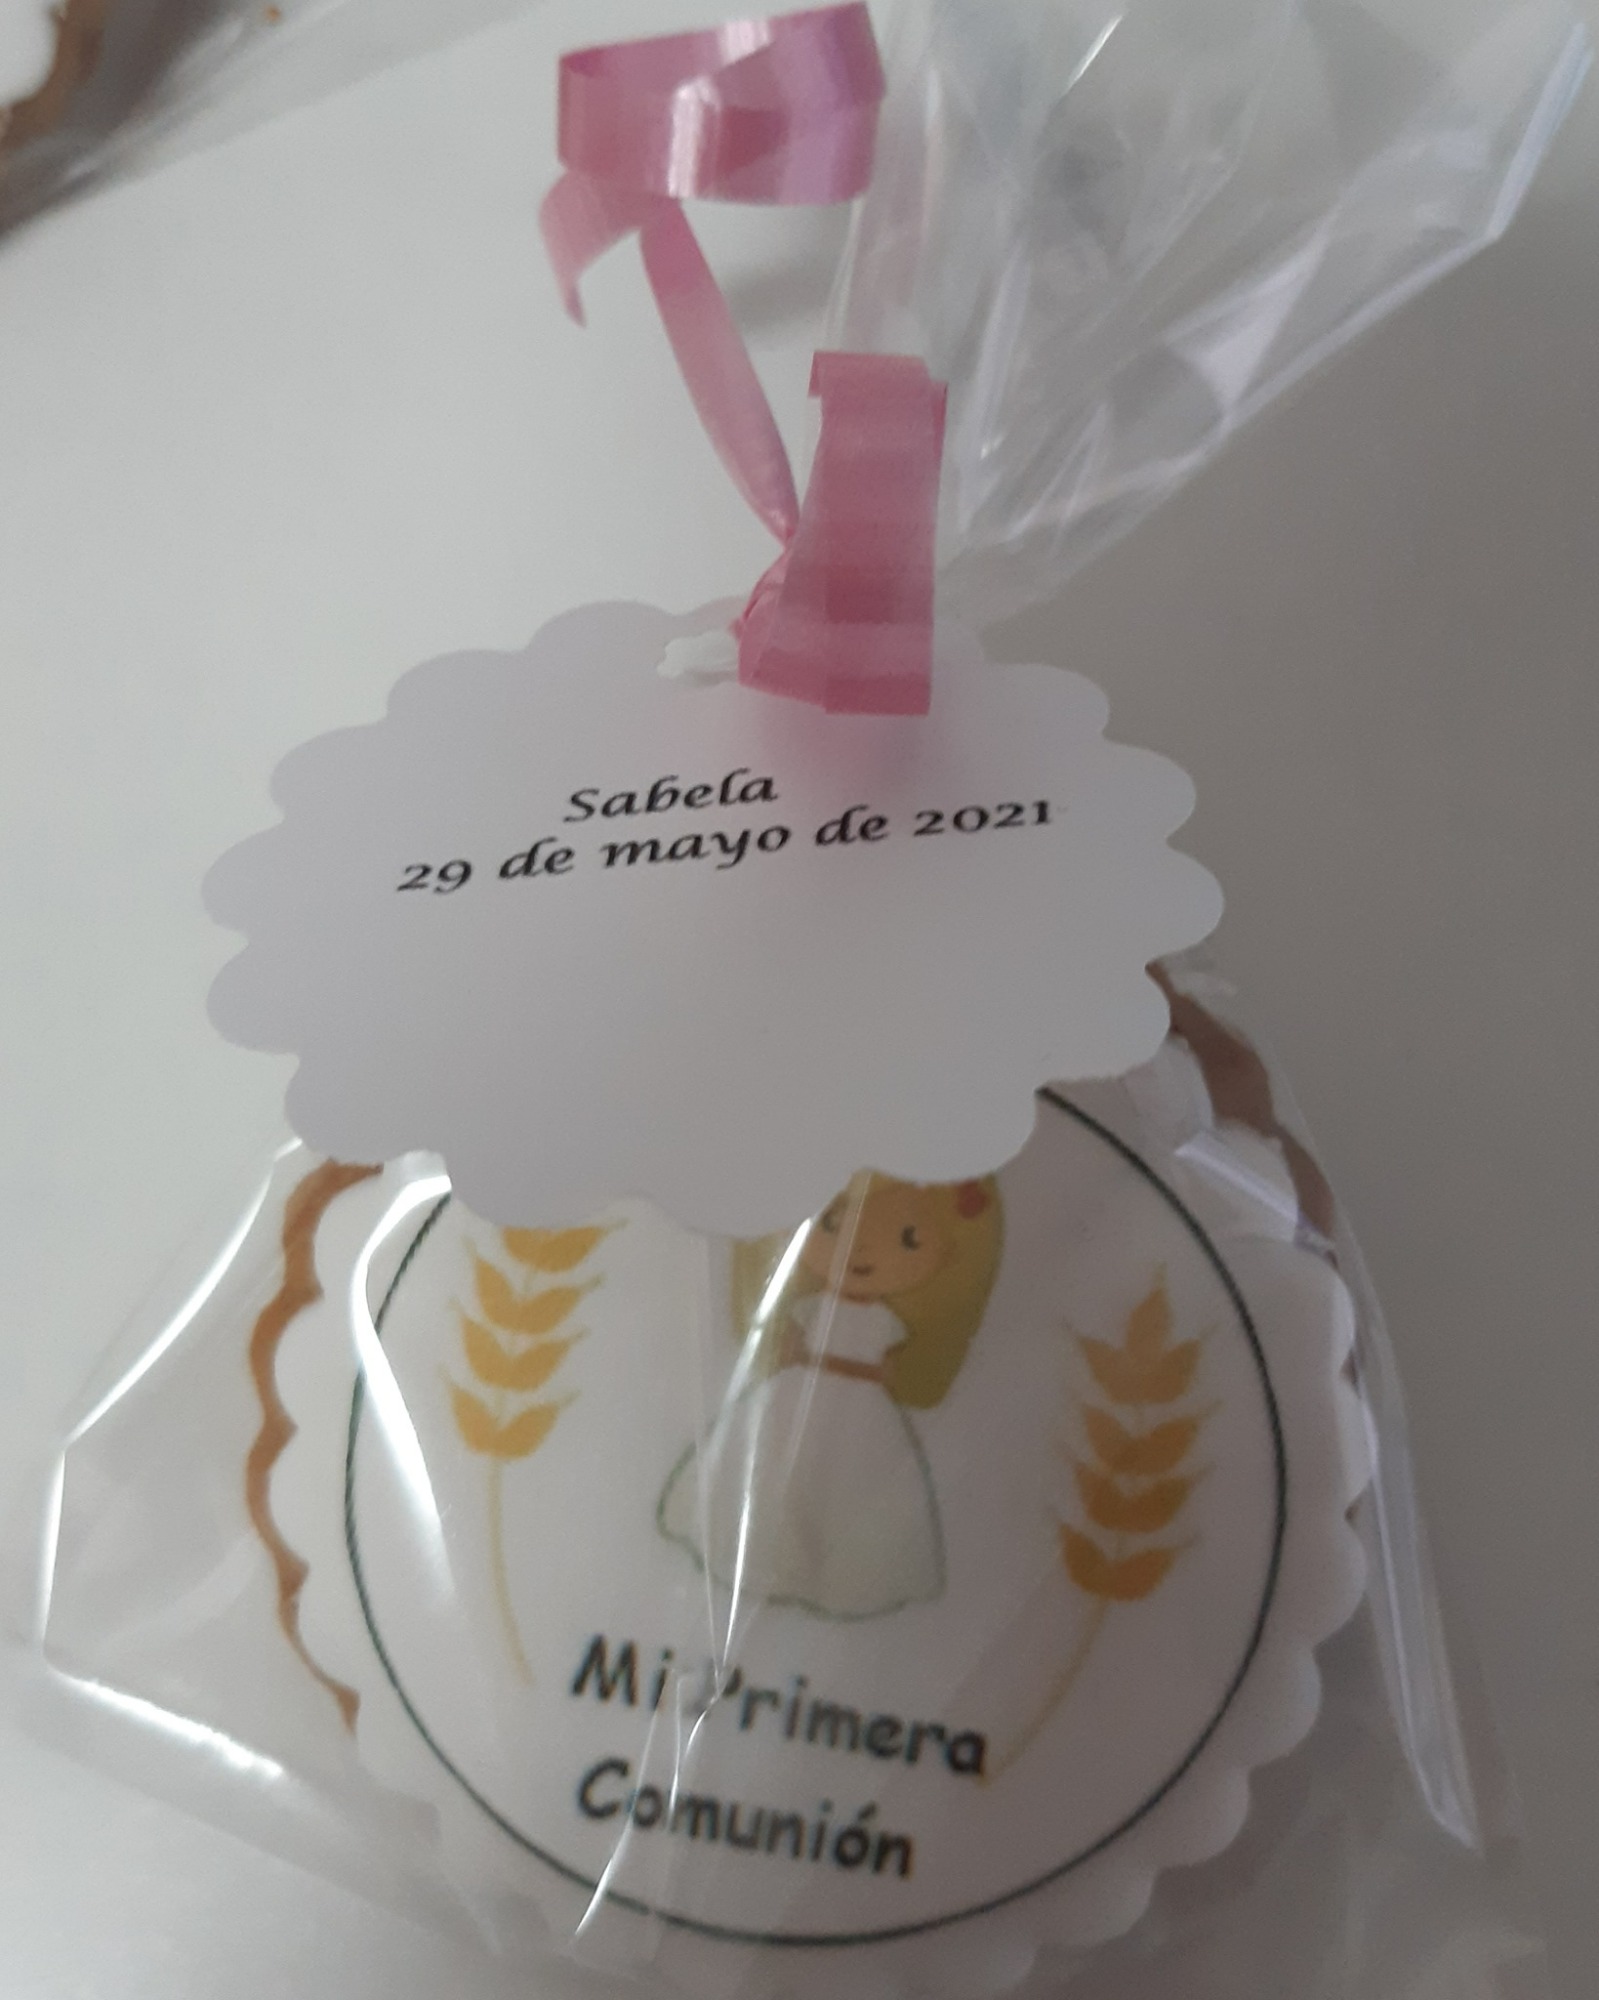 Sabela
29 de mayo de 2021
Mi Primera
Comunión